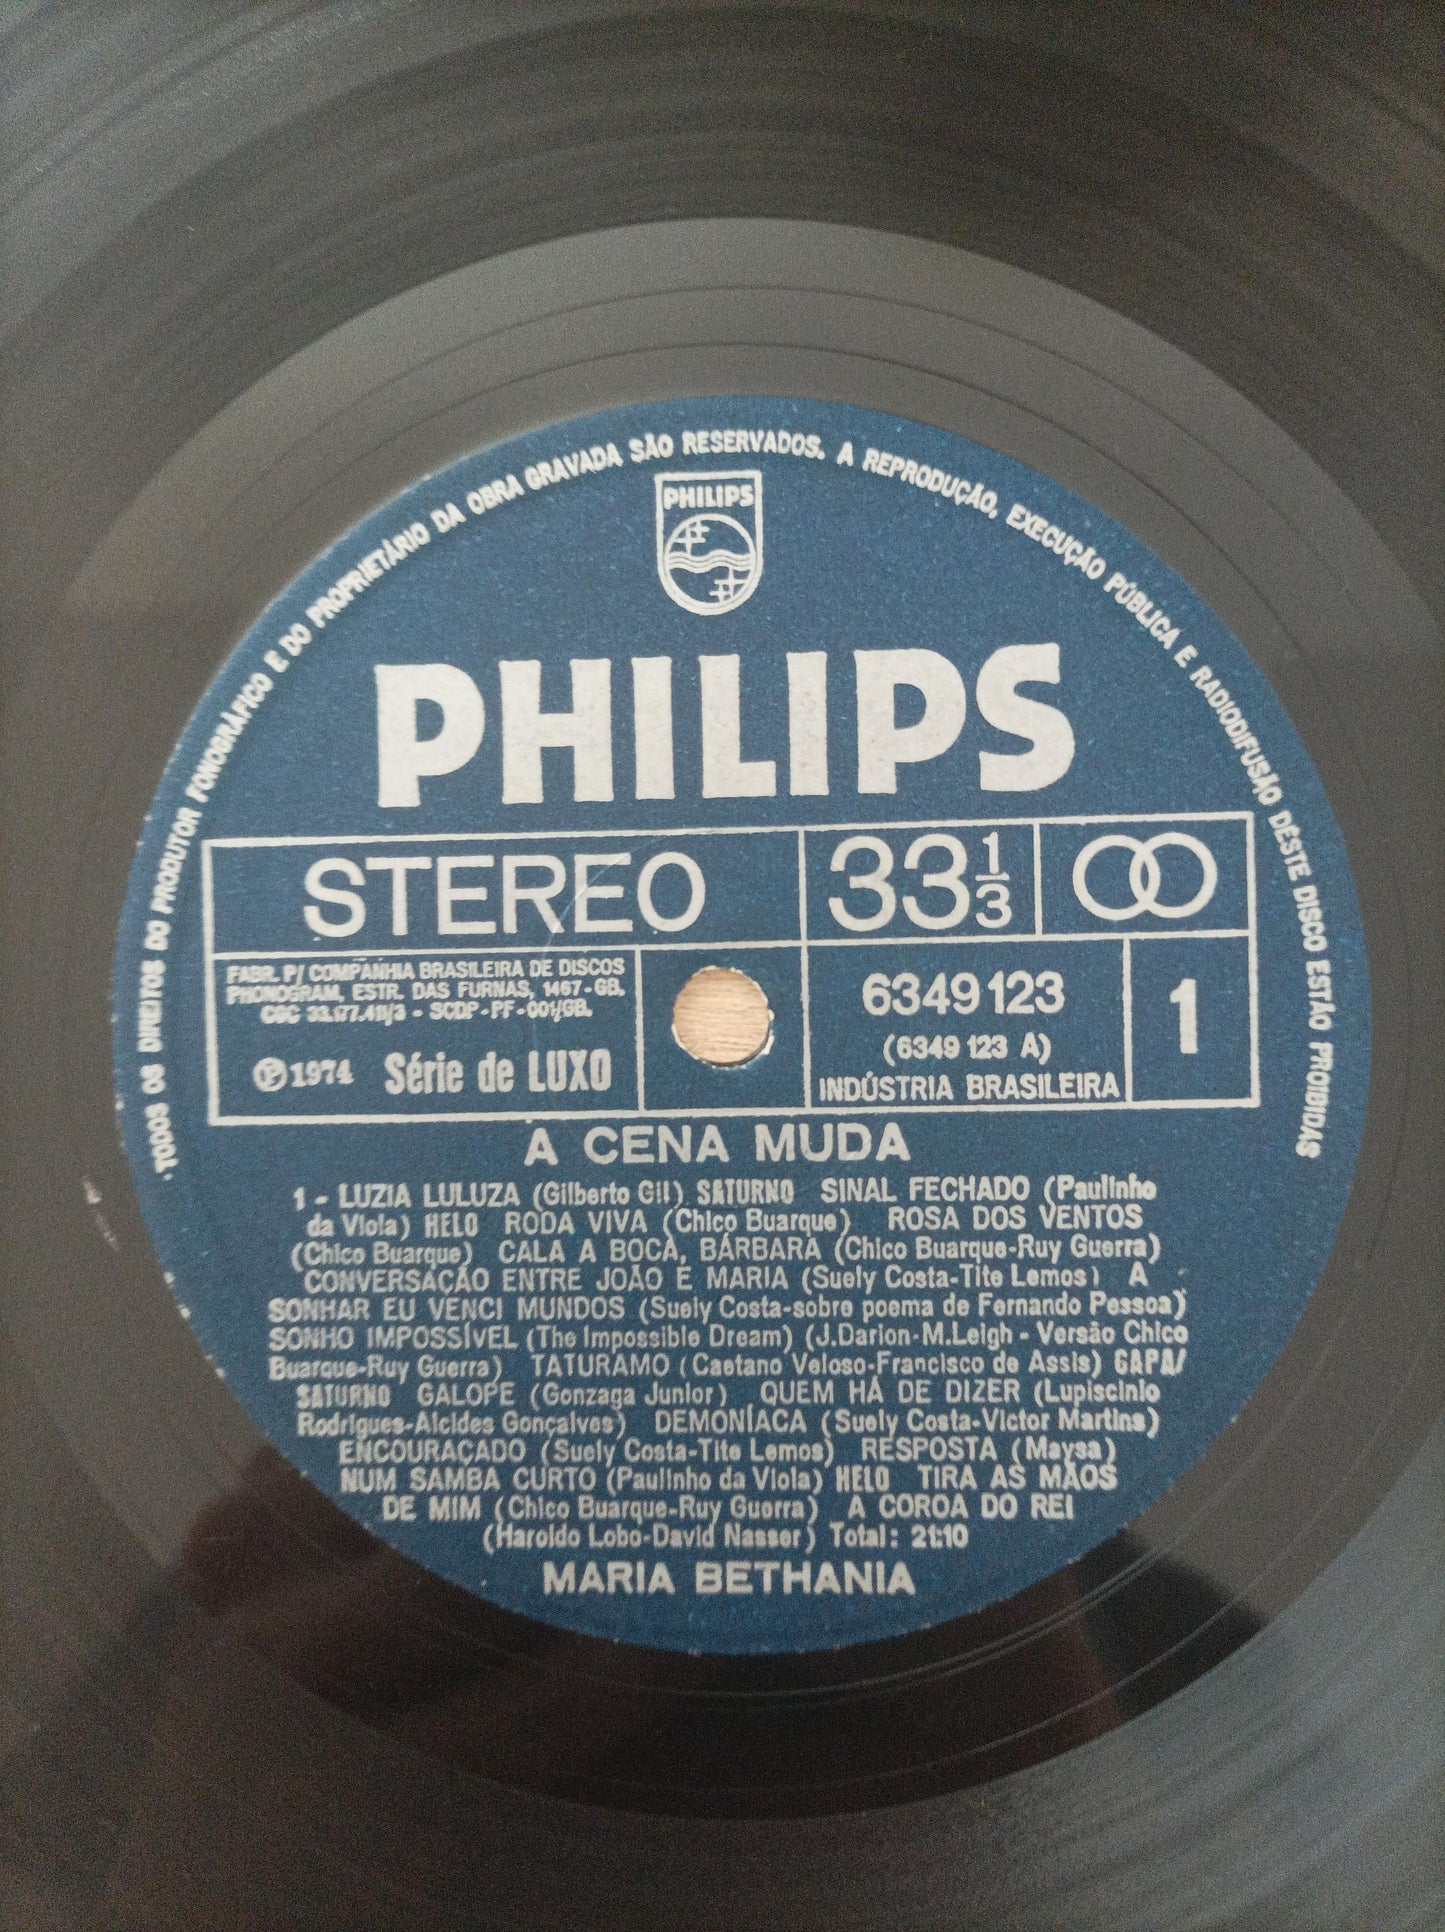 TODOS OS DIREITOS DO PRODUTOR FONOGRÁFICO E DO PROPRIETÁRIO DA OBRA GRAVADA SÃO RESERVADOS. A REPRODUÇÃO, EXECUÇÃO PÚBLICA E RADIODIFUSÃO DESTE DISCO ESTÃO PROIBIDAS
PHILIPS
PHILIPS
STEREO 33 1/3
FABR. P/ COMPANHIA BRASILEIRA DE DISCOS
PHONOGRAM, ESTR. DAS FURNAS, 1467-GB.
CGC - SCDP-PF-001/GB.
Ⓟ 1974 Série de LUXO
6349 123
(6349 123 A)
INDÚSTRIA BRASILEIRA
1
A CENA MUDA
1 - LUZIA LULUZA (Gilberto Gil) SATURNO SINAL FECHADO (Paulinho
da Viola) HELO RODA VIVA (Chico Buarque) ROSA DOS VENTOS
(Chico Buarque) CALA A BOCA, BÁRBARA (Chico Buarque-Ruy Guerra)
CONVERSAÇÃO ENTRE JOÃO E MARIA (Suely Costa-Tite Lemos) A
SONHAR EU VENCI MUNDOS (Suely Costa-sobre poema de Fernando Pessoa)
SONHO IMPOSSÍVEL (The Impossible Dream) (J.Darion-M.Leigh - Versão Chico
Buarque-Ruy Guerra) TATURAMO (Caetano Veloso-Francisco de Assis) GAPA/
SATURNO GALOPE (Gonzaga Junior) QUEM HÁ DE DIZER (Lupiscinio
Rodrigues-Alcides Gonçalves) DEMONÍACA (Suely Costa-Victor Martins)
ENCOURAÇADO (Suely Costa-Tite Lemos) RESPOSTA (Maysa)
NUM SAMBA CURTO (Paulinho da Viola) HELO TIRA AS MÃOS
DE MIM (Chico Buarque-Ruy Guerra) A COROA DO REI
(Haroldo Lobo-David Nasser) Total: 21:10
MARIA BETHANIA